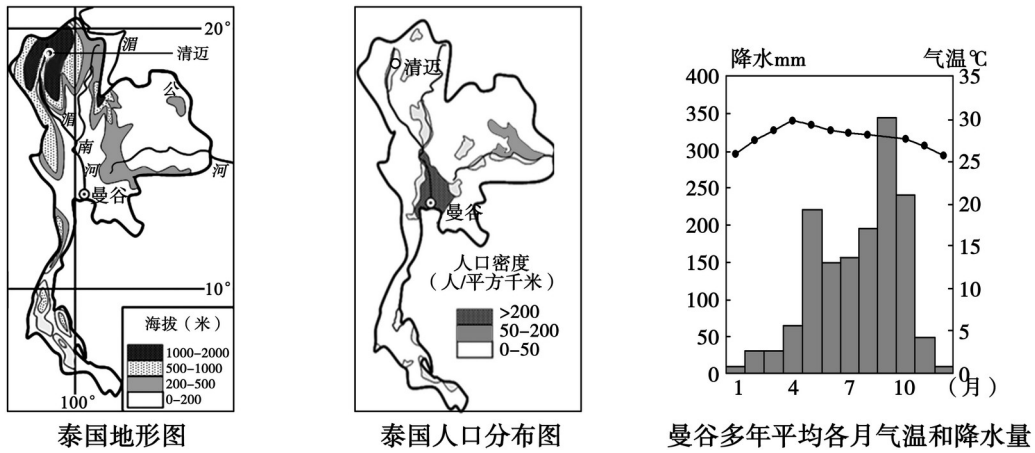 20°
湄
清迈
公
湄
南
河
河
曼谷
10°
海拔（米）
1000-2000
500-1000
200-500
0-200
100°
泰国地形图
清迈
曼谷
人口密度
（人/平方千米）
>200
50-200
0-50
泰国人口分布图
降水mm 气温℃
400 35
350 30
300 25
250 20
200 15
150 10
100 5
50 0
0
1 4 7 10 （月）
曼谷多年平均各月气温和降水量